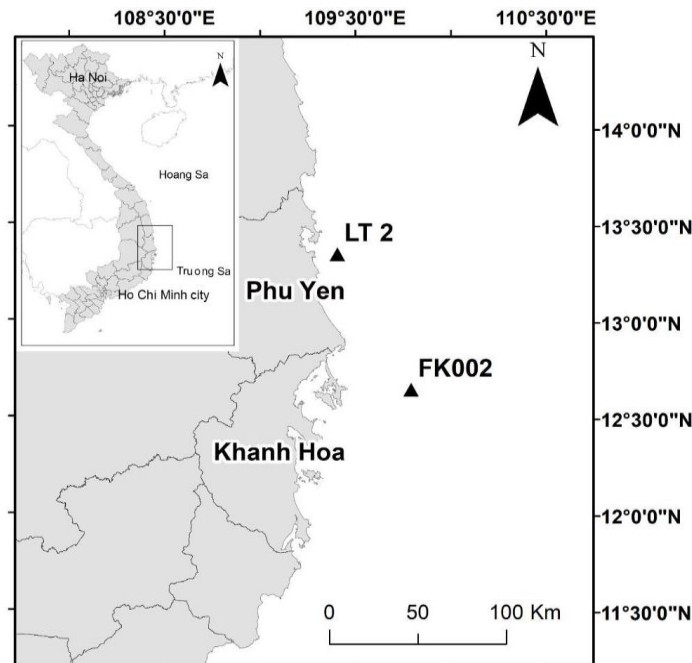 108°30'0"E 109°30'0"E 110°30'0"E
N
N
Ha Noi
Hoang Sa
Truong Sa
Ho Chi Minh city
14°0'0"N
13°30'0"N
LT 2
Phu Yen
13°0'0"N
FK002
12°30'0"N
Khanh Hoa
12°0'0"N
0 50 100 Km
11°30'0"N